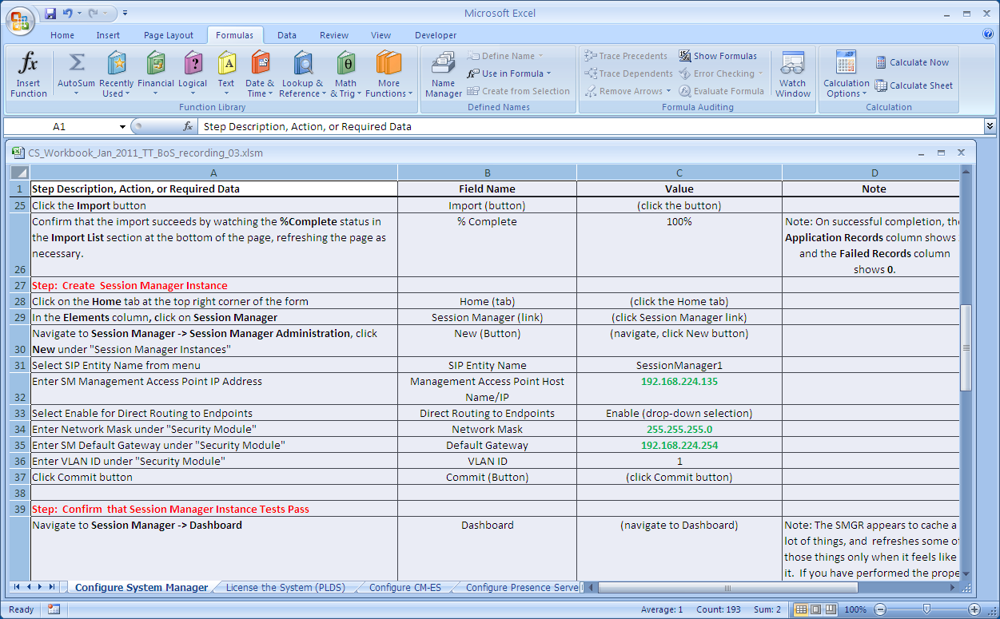 Microsoft Excel
Home Insert Page Layout Formulas Data Review View Developer
fx Σ ? A θ
Insert Function
AutoSum
Recently Used
Financial
Logical
Text
Date & Time
Lookup & Reference
Math & Trig
More Functions
Function Library
Name Manager
Define Name
Use in Formula
Create from Selection
Defined Names
Trace Precedents
Trace Dependents
Remove Arrows
Show Formulas
Error Checking
Evaluate Formula
Watch Window
Formula Auditing
Calculation Options
Calculate Now
Calculate Sheet
Calculation
A1 fx Step Description, Action, or Required Data
CS_Workbook_Jan_2011_TT_BoS_recording_03.xlsm
A B C D
1 Step Description, Action, or Required Data Field Name Value Note
25 Click the Import button Import (button) (click the button)
Confirm that the import succeeds by watching the %Complete status in % Complete 100% Note: On successful completion, the
the Import List section at the bottom of the page, refreshing the page as Application Records column shows
necessary. and the Failed Records column
26 shows 0.
27 Step: Create Session Manager Instance
28 Click on the Home tab at the top right corner of the form Home (tab) (click the Home tab)
29 In the Elements column, click on Session Manager Session Manager (link) (click Session Manager link)
Navigate to Session Manager -> Session Manager Administration, click New (Button) (navigate, click New button)
30 New under "Session Manager Instances"
31 Select SIP Entity Name from menu SIP Entity Name SessionManager1
Enter SM Management Access Point IP Address Management Access Point Host 192.168.224.135
32 Name/IP
33 Select Enable for Direct Routing to Endpoints Direct Routing to Endpoints Enable (drop-down selection)
34 Enter Network Mask under "Security Module" Network Mask 255.255.255.0
35 Enter SM Default Gateway under "Security Module" Default Gateway 192.168.224.254
36 Enter VLAN ID under "Security Module" VLAN ID 1
37 Click Commit button Commit (Button) (click Commit button)
38
39 Step: Confirm that Session Manager Instance Tests Pass
Navigate to Session Manager -> Dashboard Dashboard (navigate to Dashboard) Note: The SMGR appears to cache a
lot of things, and refreshes some of
those things only when it feels like
it. If you have performed the prope
Configure System Manager License the System (PLDS) Configure CM-ES Configure Presence Serve
Ready Average: 1 Count: 193 Sum: 2 100%